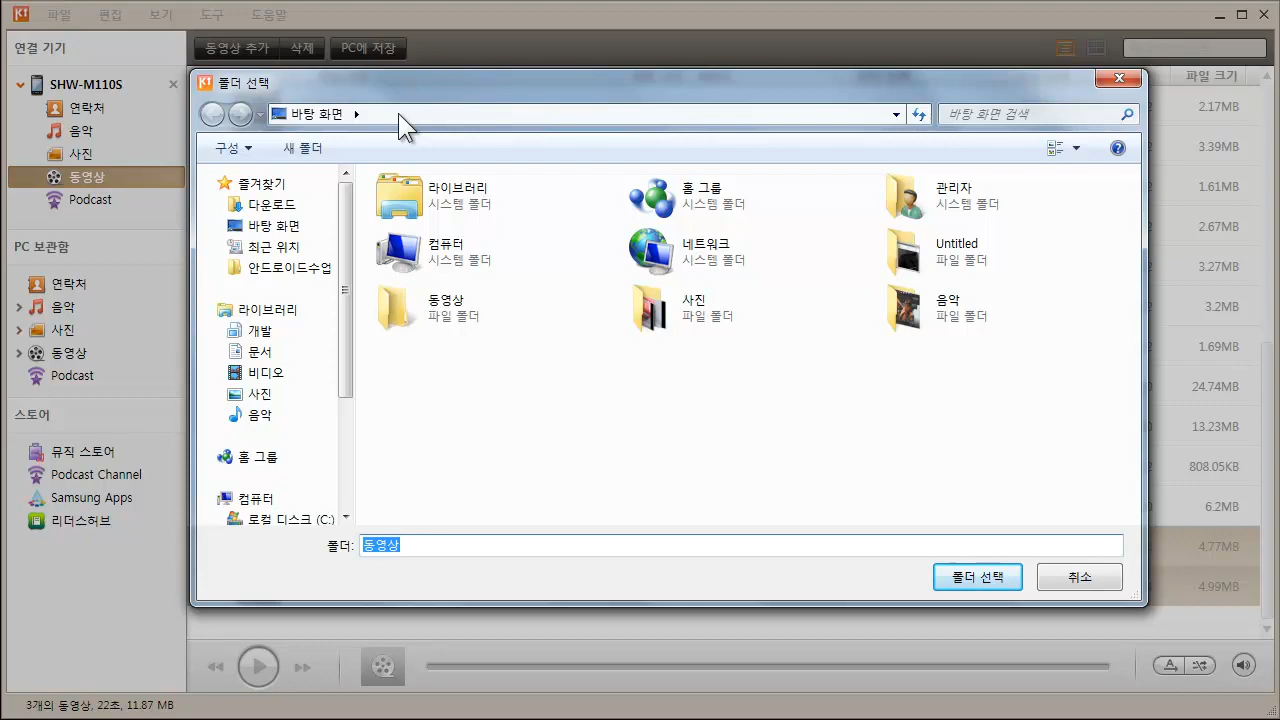 파일 편집 보기 도구 도움말
연결 기기
SHW-M110S
연락처
음악
사진
동영상
Podcast
PC 보관함
연락처
음악
사진
동영상
Podcast
스토어
뮤직 스토어
Podcast Channel
Samsung Apps
리더스허브
동영상 추가 삭제 PC에 저장
폴더 선택
바탕 화면
바탕 화면 검색
구성 새 폴더
즐겨찾기
다운로드
바탕 화면
최근 위치
안드로이드수업
라이브러리
개발
문서
비디오
사진
음악
홈 그룹
컴퓨터
로컬 디스크 (C:)
라이브러리
시스템 폴더
홈 그룹
시스템 폴더
관리자
시스템 폴더
컴퓨터
시스템 폴더
네트워크
시스템 폴더
Untitled
파일 폴더
동영상
파일 폴더
사진
파일 폴더
음악
파일 폴더
폴더: 동영상
폴더 선택 취소
파일 크기
2.17MB
3.39MB
1.61MB
2.67MB
3.27MB
3.2MB
1.69MB
24.74MB
13.23MB
808.05KB
6.2MB
4.77MB
4.99MB
3개의 동영상, 22초, 11.87 MB